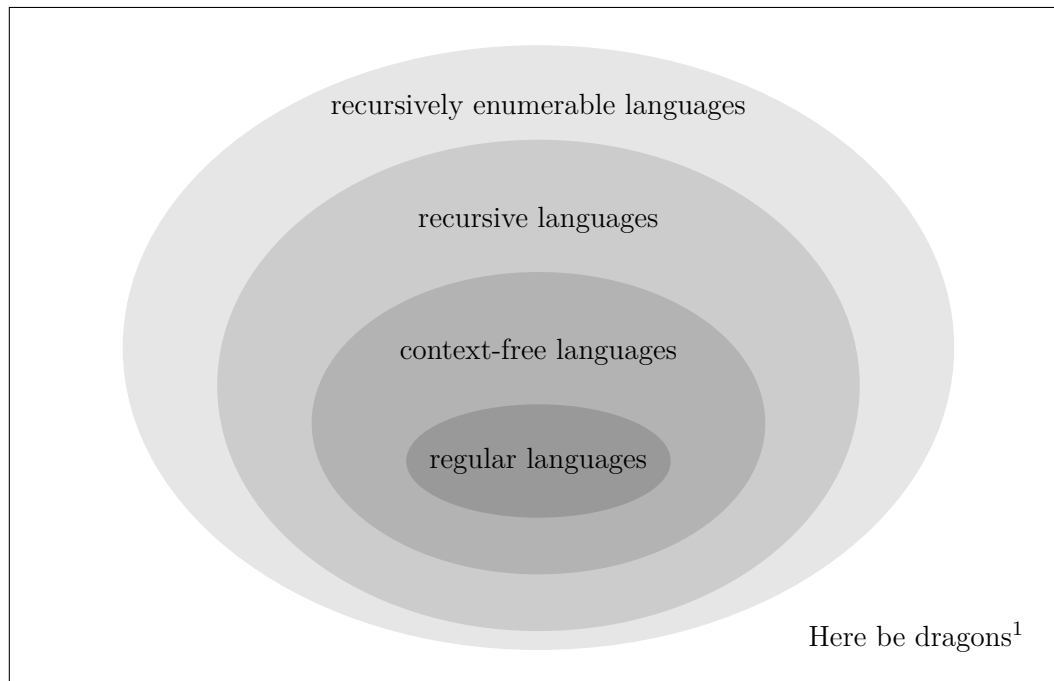 recursively enumerable languages
recursive languages
context-free languages
regular languages
Here be dragons¹